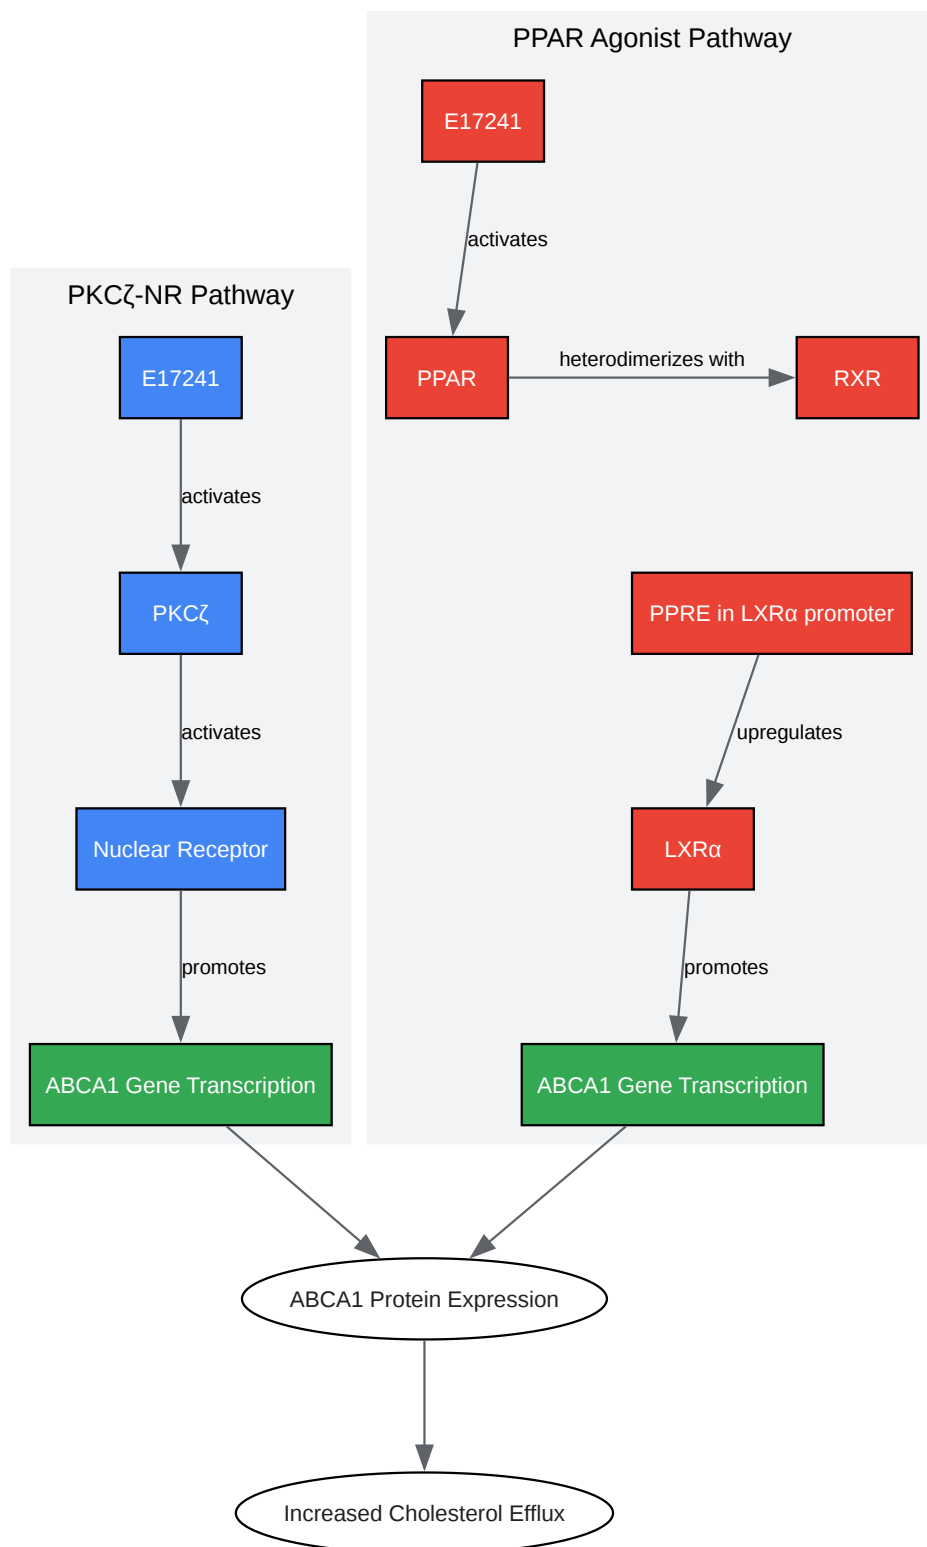 PPAR Agonist Pathway
E17241
activates
PKCζ-NR Pathway
E17241
PPAR
heterodimerizes with
RXR
activates
PKCζ
PPRE in LXRα promoter
activates
upregulates
Nuclear Receptor
LXRα
promotes
promotes
ABCA1 Gene Transcription
ABCA1 Gene Transcription
ABCA1 Protein Expression
Increased Cholesterol Efflux